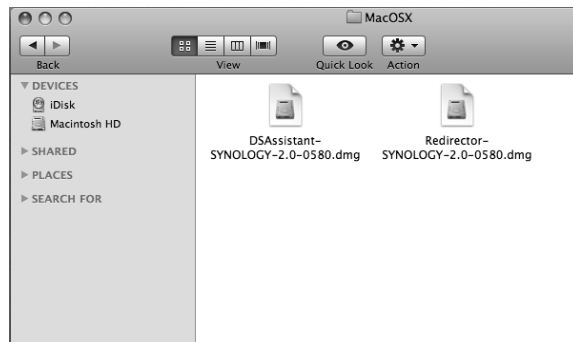 MacOSX
Back
View
Quick Look
Action
DEVICES
iDisk
Macintosh HD
SHARED
PLACES
SEARCH FOR
DSAssistant-
SYNOLOGY-2.0-0580.dmg
Redirector-
SYNOLOGY-2.0-0580.dmg